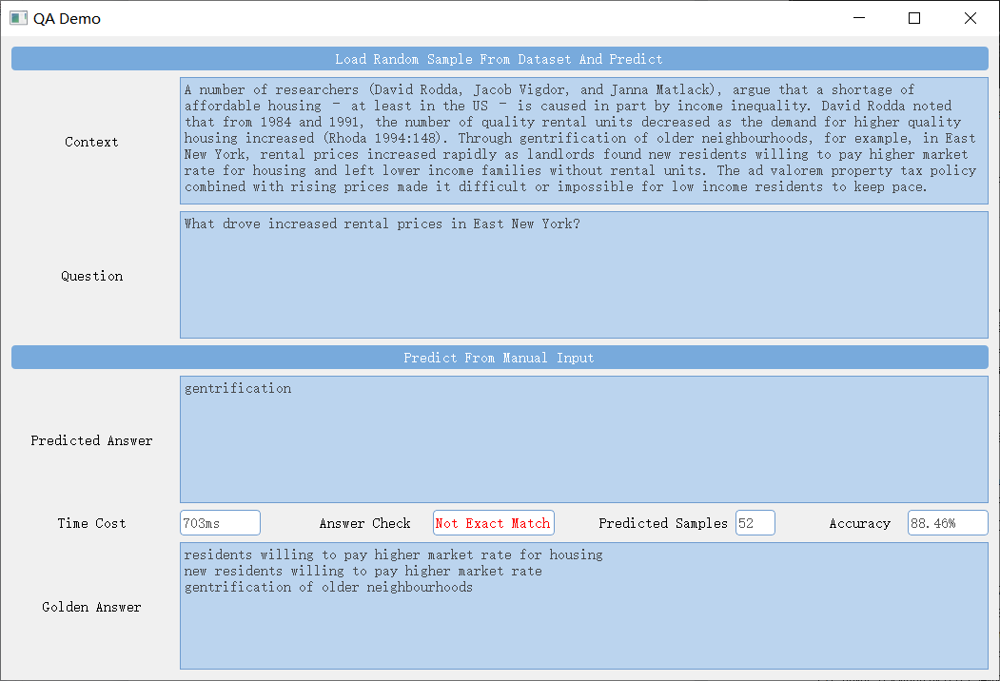 QA Demo
Load Random Sample From Dataset And Predict
Context
A number of researchers (David Rodda, Jacob Vigdor, and Janna Matlack), argue that a shortage of
affordable housing – at least in the US – is caused in part by income inequality. David Rodda noted
that from 1984 and 1991, the number of quality rental units decreased as the demand for higher quality
housing increased (Rhoda 1994:148). Through gentrification of older neighbourhoods, for example, in East
New York, rental prices increased rapidly as landlords found new residents willing to pay higher market
rate for housing and left lower income families without rental units. The ad valorem property tax policy
combined with rising prices made it difficult or impossible for low income residents to keep pace.
Question
What drove increased rental prices in East New York?
Predict From Manual Input
Predicted Answer
gentrification
Time Cost 703ms Answer Check Not Exact Match Predicted Samples 52 Accuracy 88.46%
Golden Answer
residents willing to pay higher market rate for housing
new residents willing to pay higher market rate
gentrification of older neighbourhoods